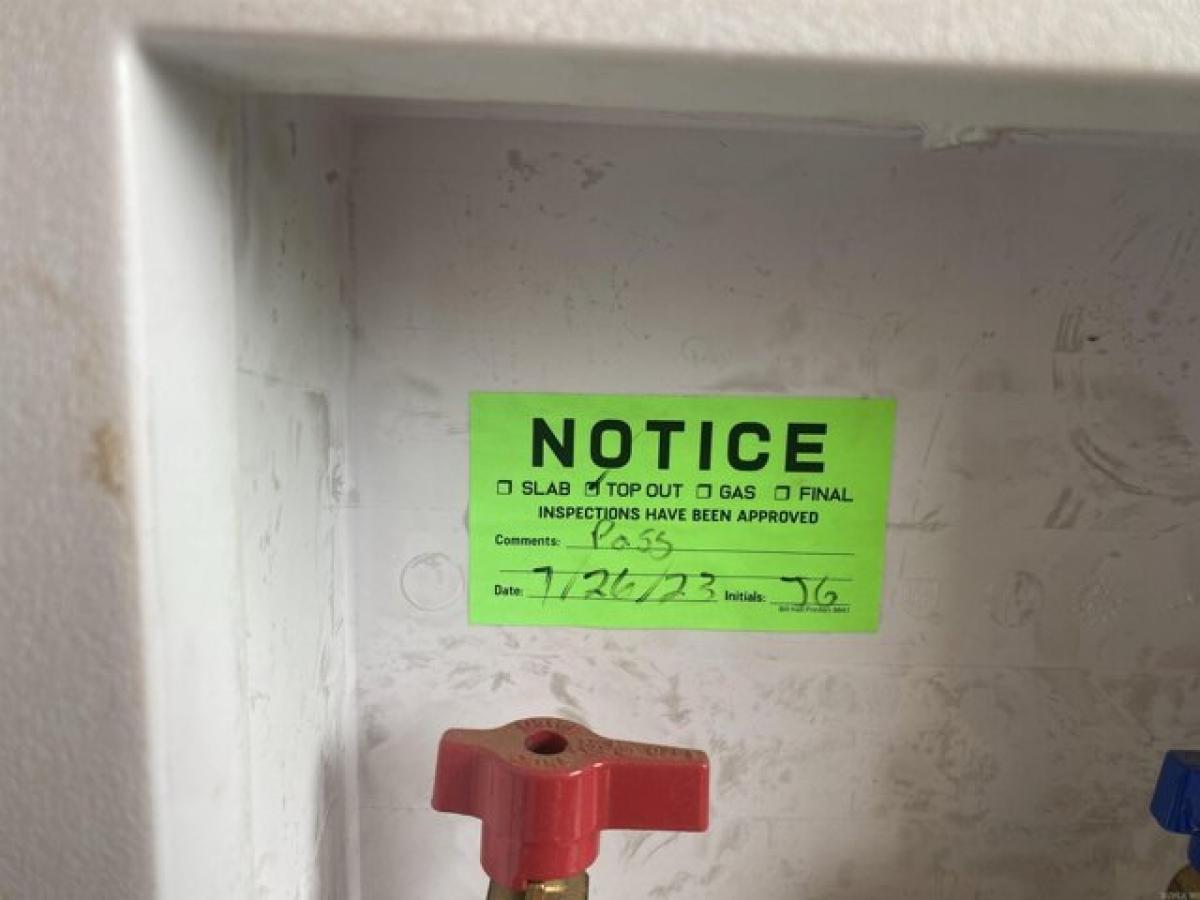 NOTICE
☐ SLAB ☑ TOP OUT ☐ GAS ☐ FINAL
INSPECTIONS HAVE BEEN APPROVED
Comments: Pass
Date: 7/26/23 Initials: JG